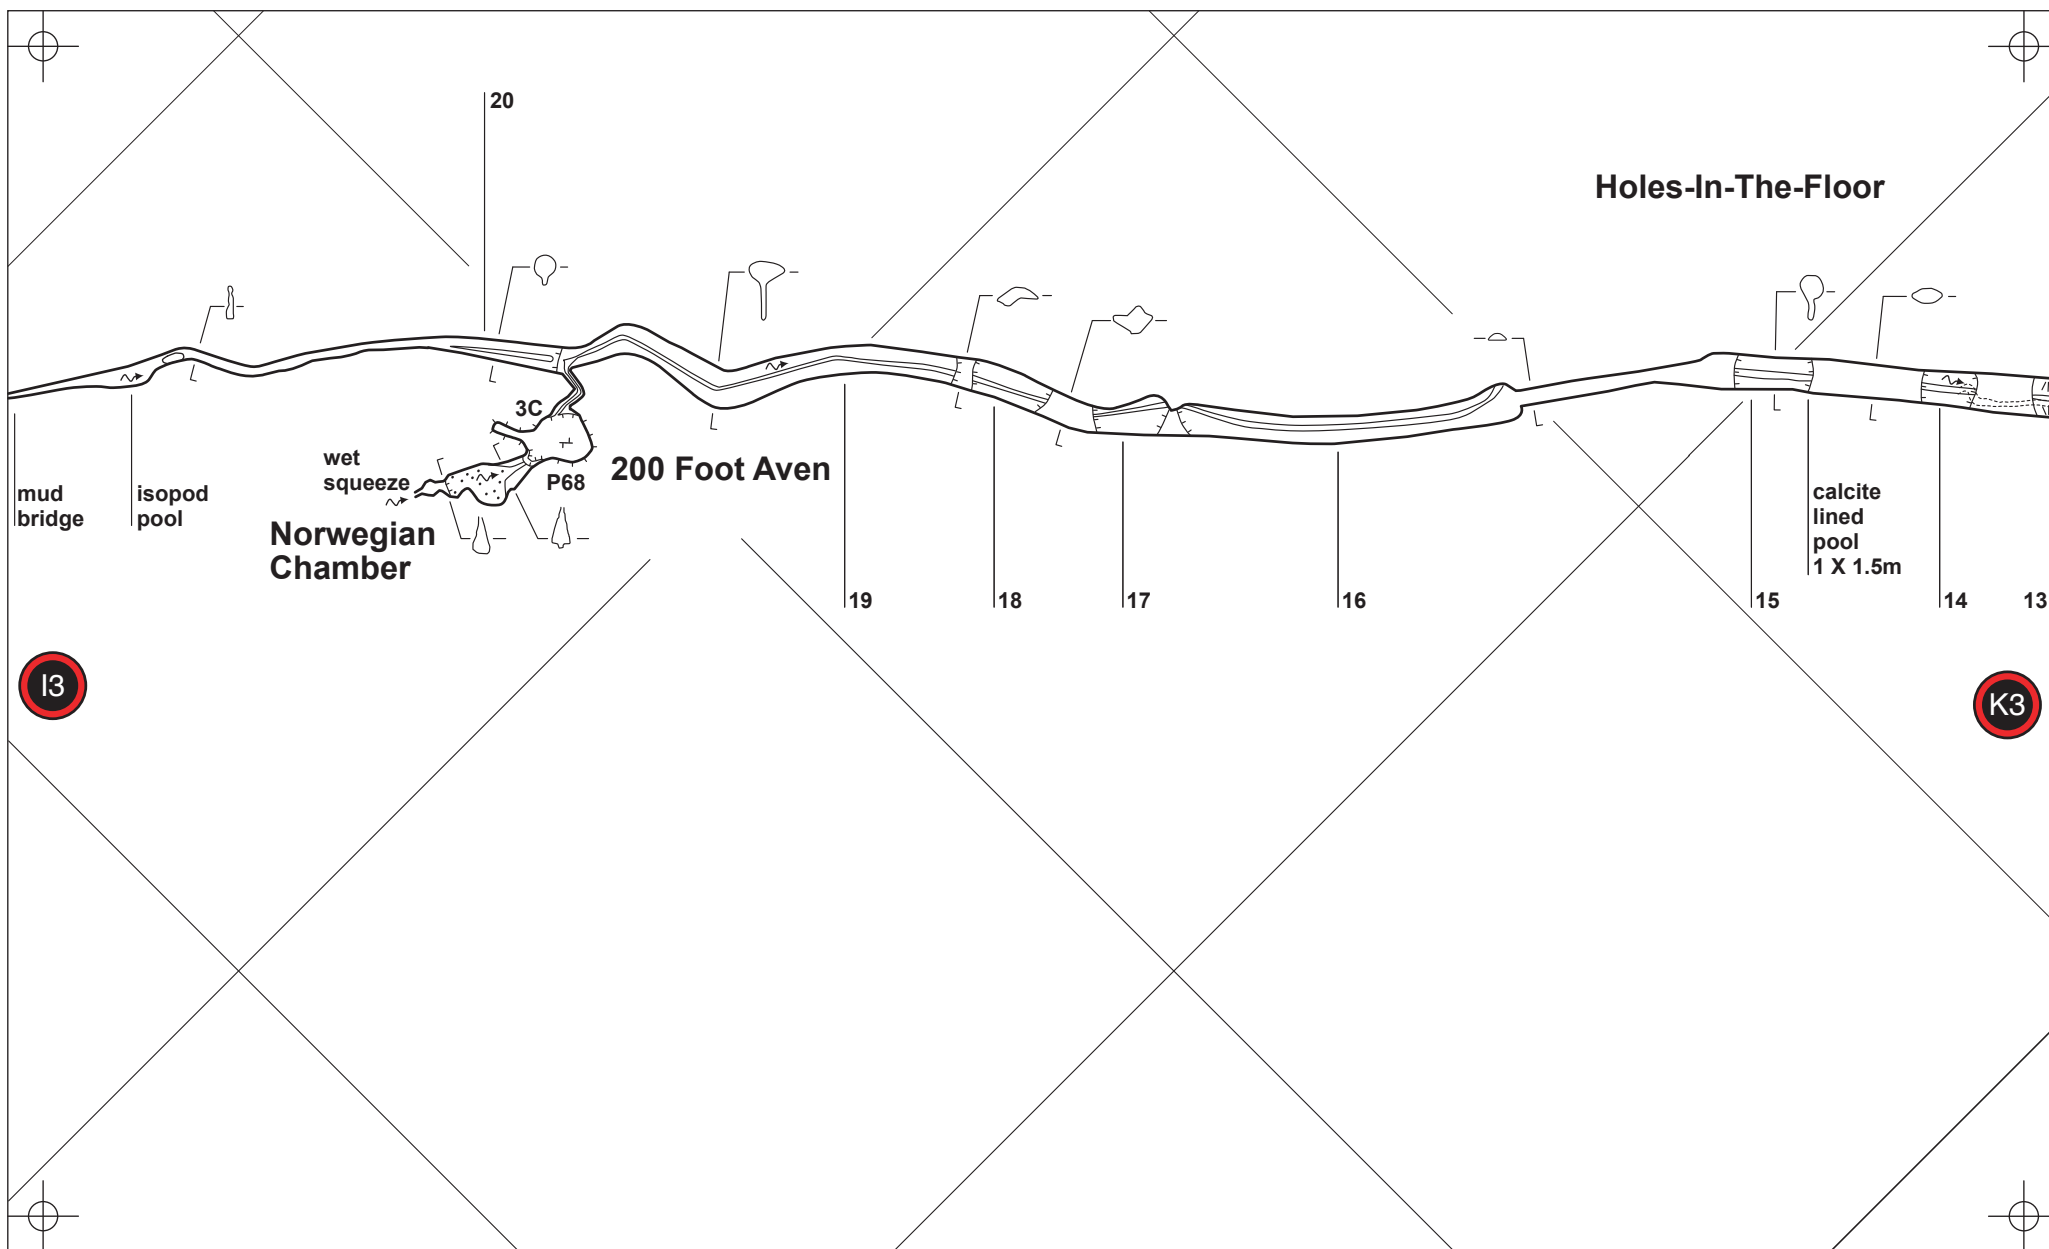 20
Holes-In-The-Floor
3C
wet
squeeze
P68
200 Foot Aven
mud
bridge
isopod
pool
Norwegian
Chamber
calcite
lined
pool
1 X 1.5m
19
18
17
16
15
14
13
I3
K3